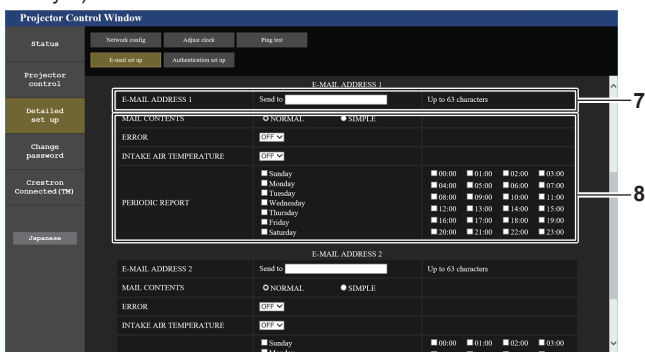 Projector Control Window
Status
Network config Adjust clock Ping test
E-mail set up Authentication set up
Projector
control
Detailed
set up
Change
password
Crestron
Connected(TM)
Japanese
E-MAIL ADDRESS 1
E-MAIL ADDRESS 1 Send to Up to 63 characters
7
MAIL CONTENTS NORMAL SIMPLE
ERROR OFF
INTAKE AIR TEMPERATURE OFF
PERIODIC REPORT
Sunday 00:00 01:00 02:00 03:00
Monday 04:00 05:00 06:00 07:00
Tuesday 08:00 09:00 10:00 11:00
Wednesday 12:00 13:00 14:00 15:00
Thursday 16:00 17:00 18:00 19:00
Friday 20:00 21:00 22:00 23:00
Saturday
8
E-MAIL ADDRESS 2
E-MAIL ADDRESS 2 Send to Up to 63 characters
MAIL CONTENTS NORMAL SIMPLE
ERROR OFF
INTAKE AIR TEMPERATURE OFF
Sunday 00:00 01:00 02:00 03:00